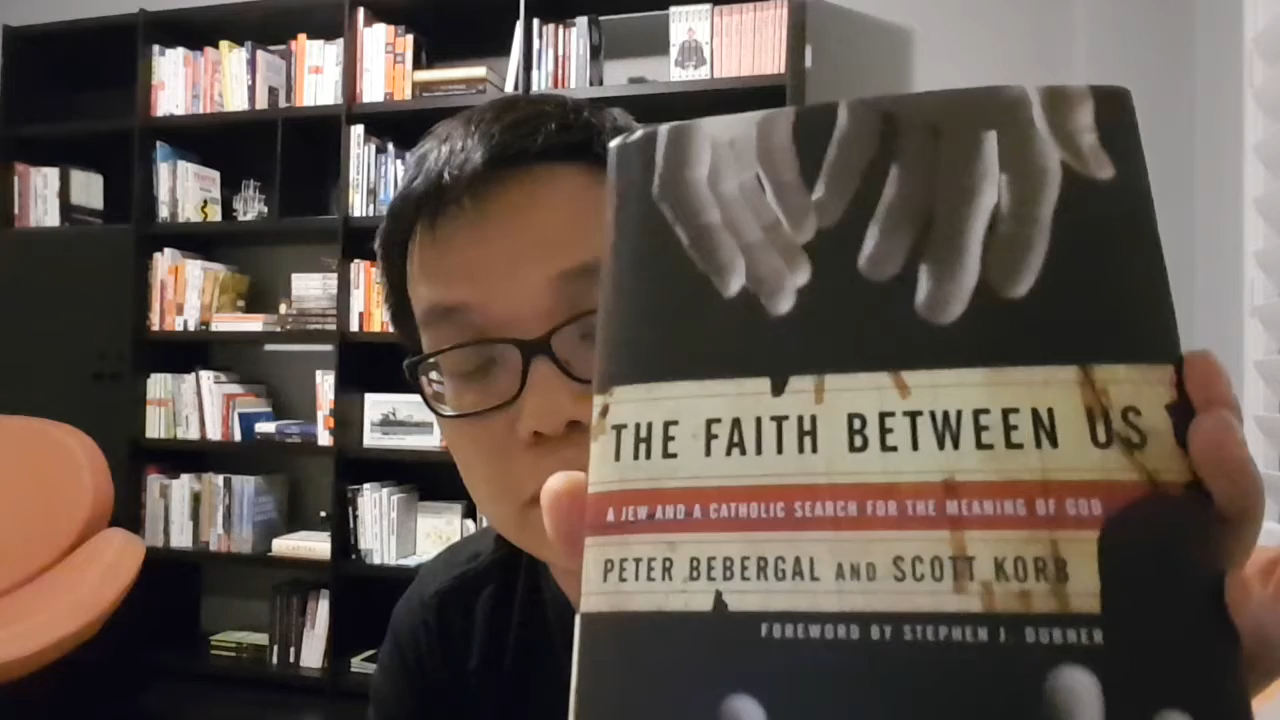 THE FAITH BETWEEN US
A JEW AND A CATHOLIC SEARCH FOR THE MEANING OF GOD
PETER BEBERGAL AND SCOTT KORB
FOREWORD BY STEPHEN J. DUBNER